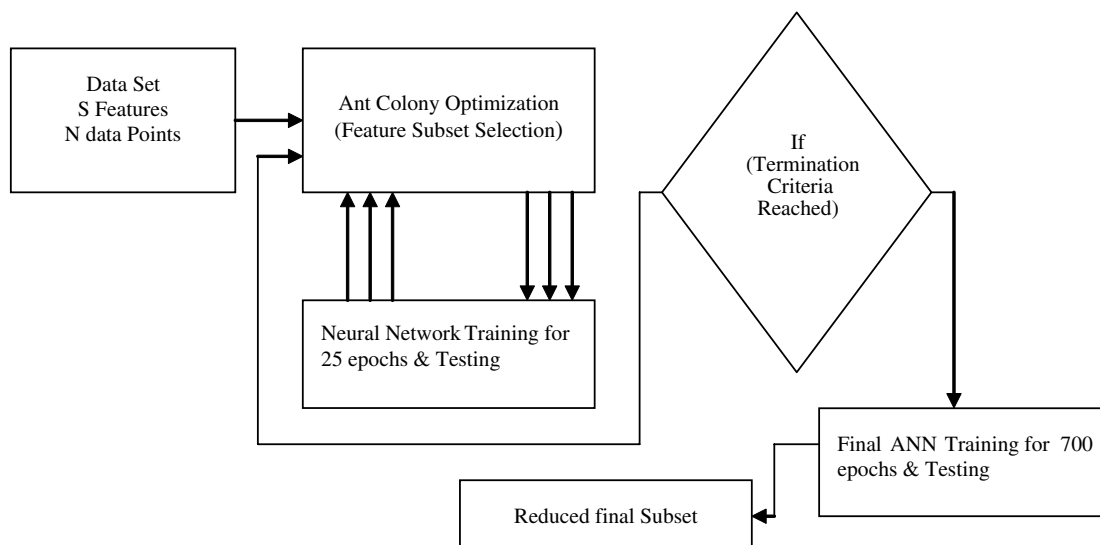 Data Set
S Features
N data Points
Ant Colony Optimization
(Feature Subset Selection)
If
(Termination
Criteria
Reached)
Neural Network Training for
25 epochs & Testing
Final ANN Training for 700
epochs & Testing
Reduced final Subset